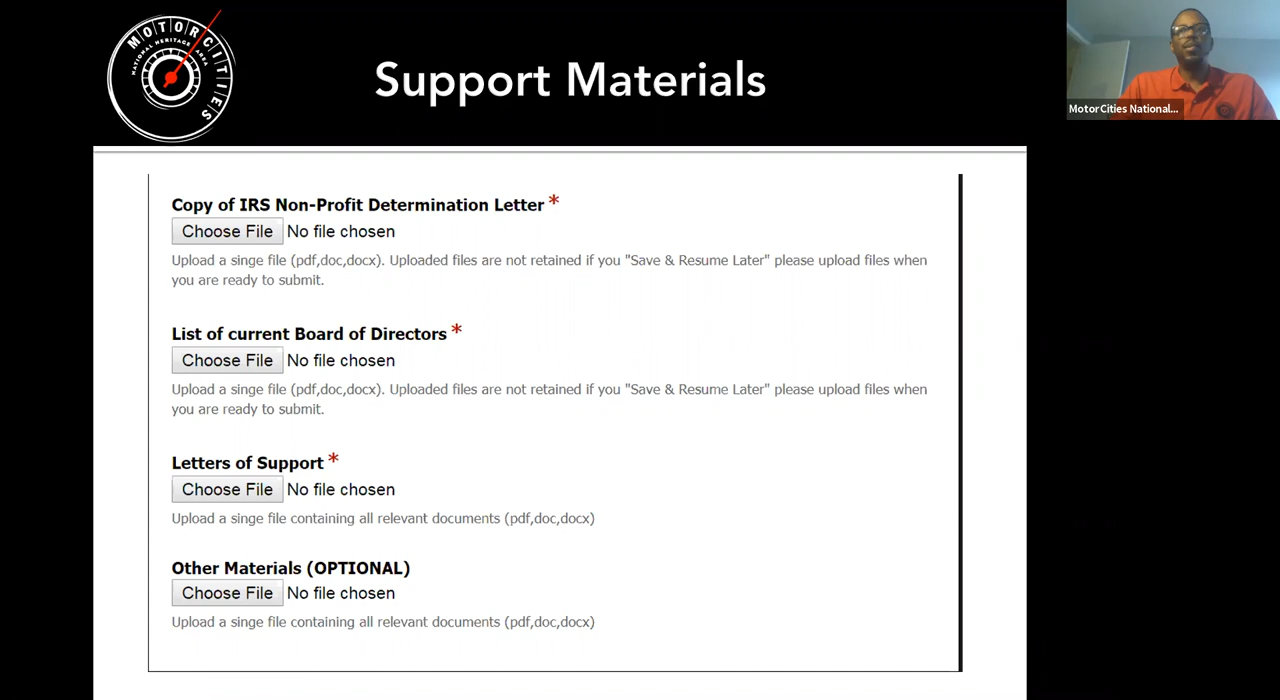 MOTORCITIES
NATIONAL HERITAGE AREA
Support Materials
MotorCities National...
Copy of IRS Non-Profit Determination Letter *
Choose File No file chosen
Upload a singe file (pdf,doc,docx). Uploaded files are not retained if you "Save & Resume Later" please upload files when
you are ready to submit.
List of current Board of Directors *
Choose File No file chosen
Upload a singe file (pdf,doc,docx). Uploaded files are not retained if you "Save & Resume Later" please upload files when
you are ready to submit.
Letters of Support *
Choose File No file chosen
Upload a singe file containing all relevant documents (pdf,doc,docx)
Other Materials (OPTIONAL)
Choose File No file chosen
Upload a singe file containing all relevant documents (pdf,doc,docx)